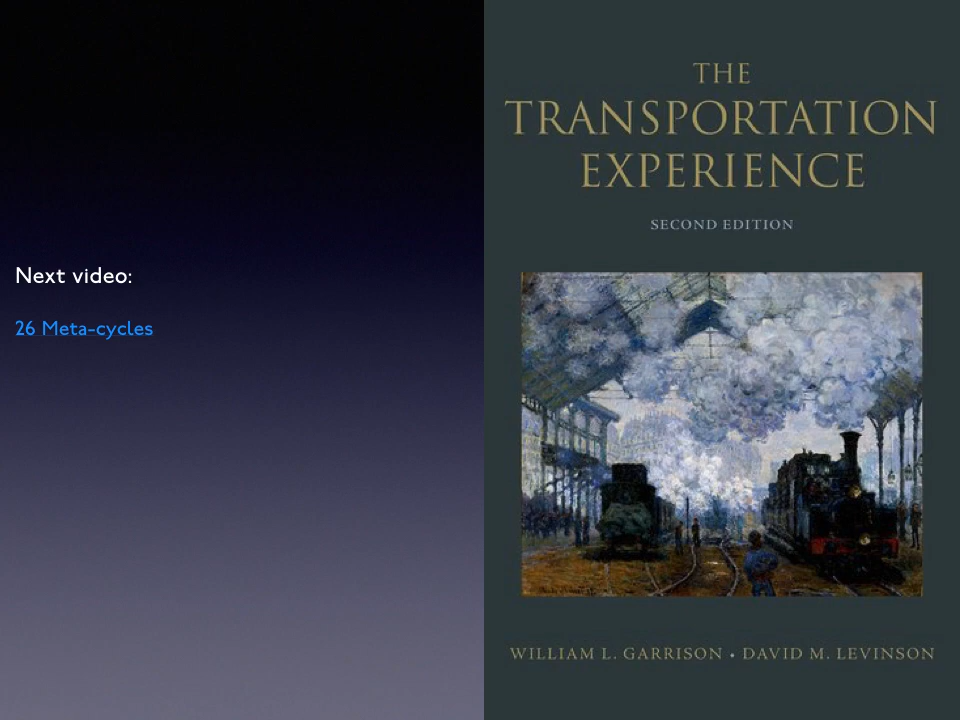 Next video:
26 Meta-cycles
THE
TRANSPORTATION
EXPERIENCE
SECOND EDITION
WILLIAM L. GARRISON • DAVID M. LEVINSON